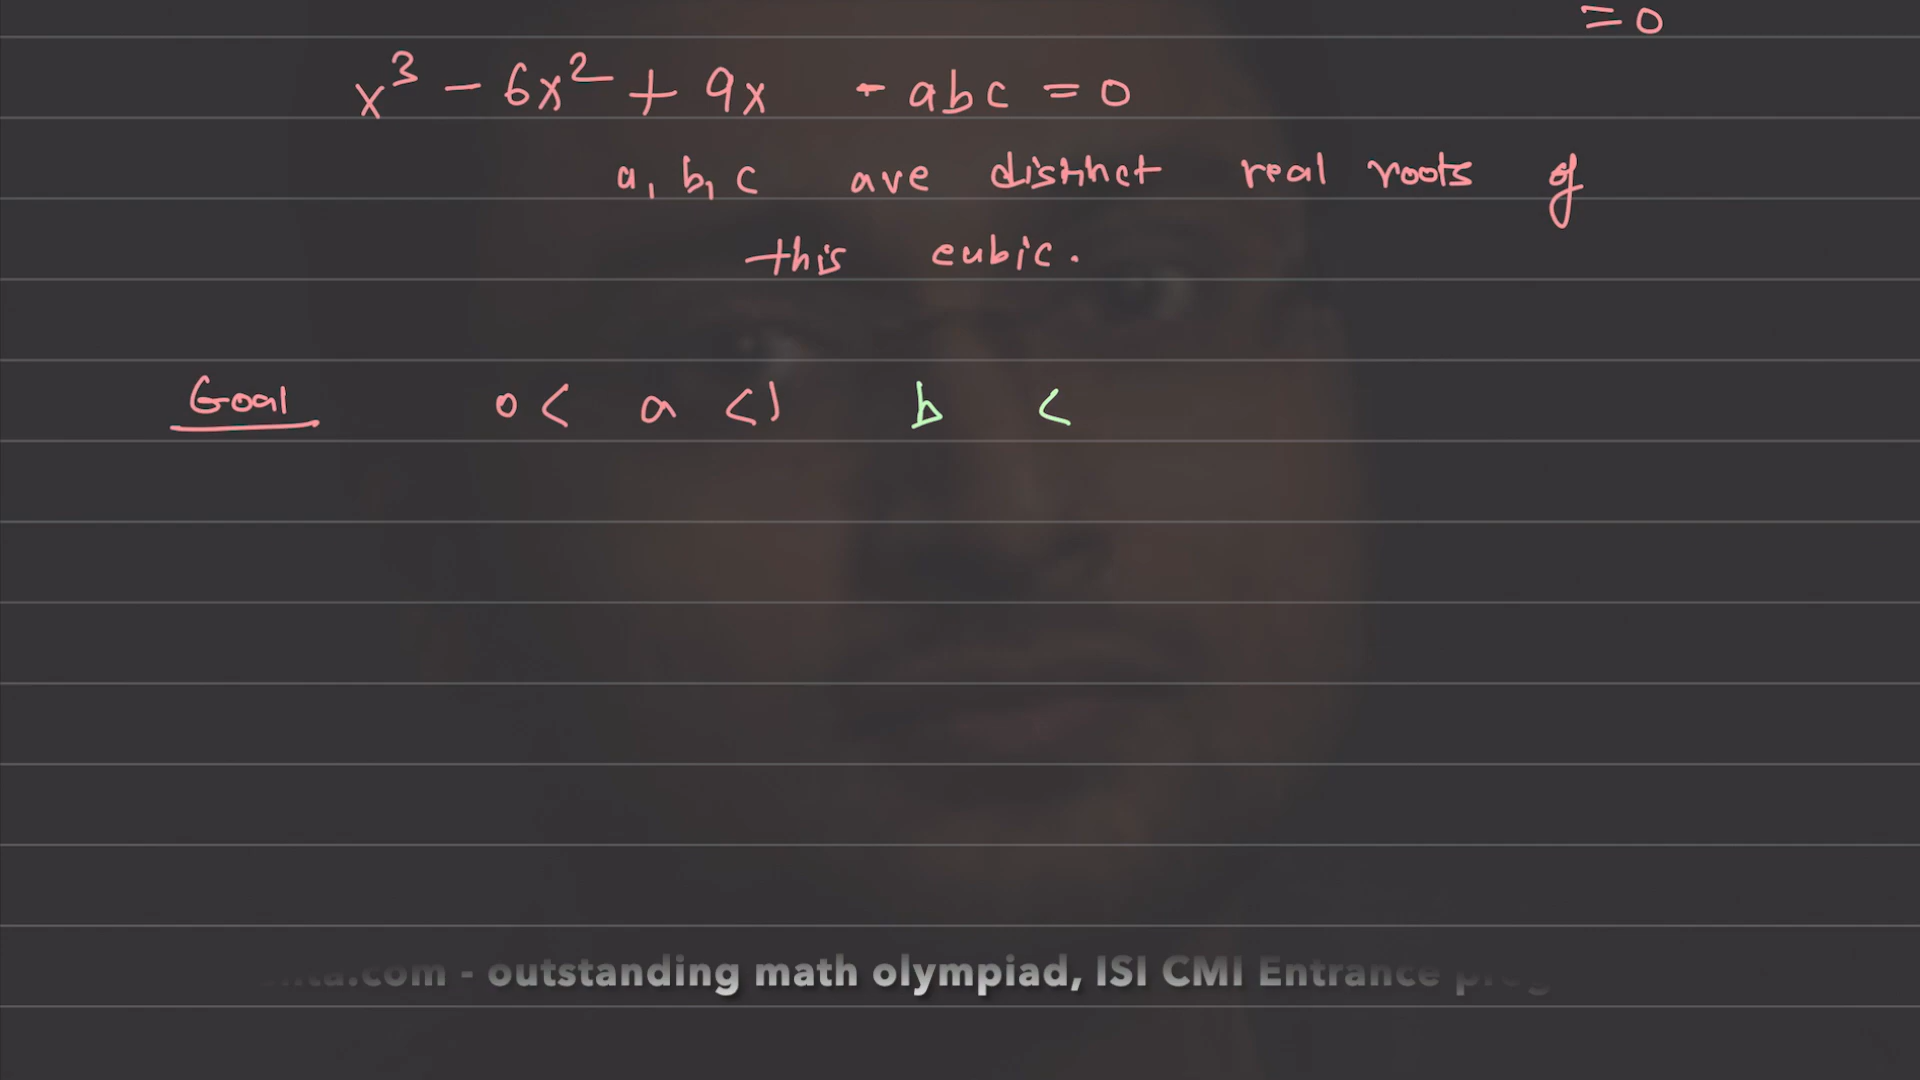 = 0
x³ - 6x² + 9x - abc = 0
a, b, c are distinct real roots of
this cubic.
Goal 0 < a < 1 b <
.com - outstanding math olympiad, ISI CMI Entrance